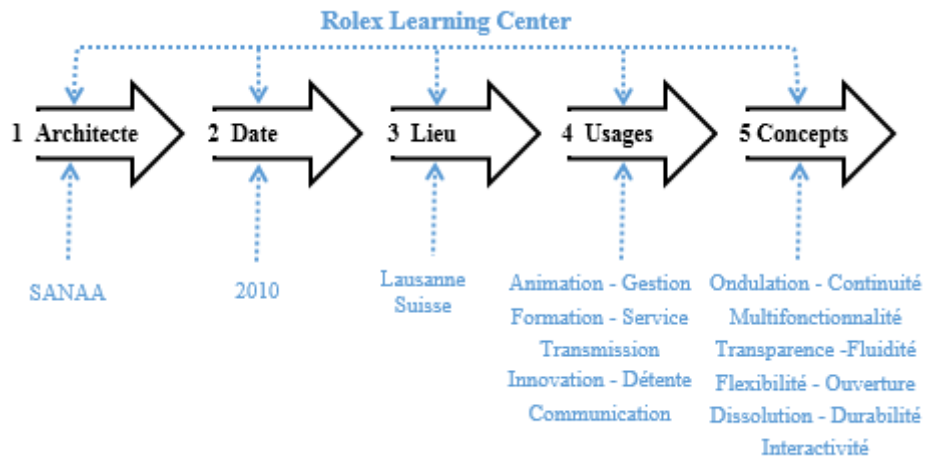 Rolex Learning Center
1 Architecte
2 Date
3 Lieu
4 Usages
5 Concepts
SANAA
2010
Lausanne
Suisse
Animation - Gestion
Formation - Service
Transmission
Innovation - Détente
Communication
Ondulation - Continuité
Multifonctionnalité
Transparence -Fluidité
Flexibilité - Ouverture
Dissolution - Durabilité
Interactivité